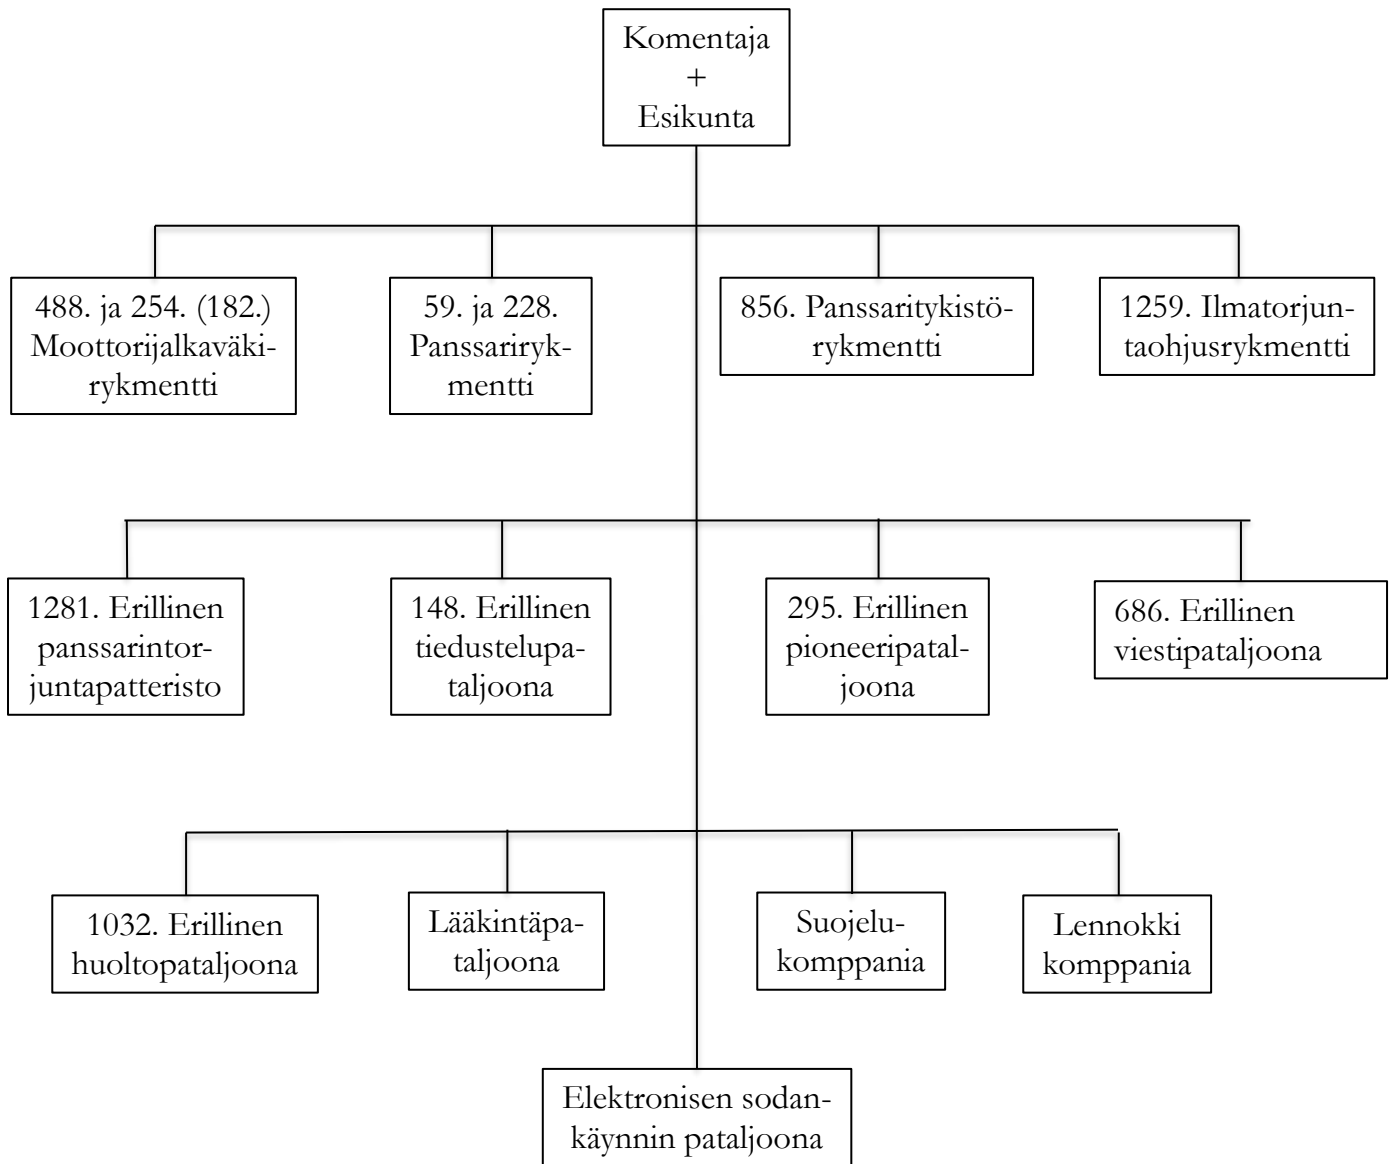 Komentaja
+
Esikunta
488. ja 254. (182.)
Moottorijalkaväki-
rykmentti
59. ja 228.
Panssariryk-
mentti
856. Panssaritykistö-
rykmentti
1259. Ilmatorjun-
taohjusrykmentti
1281. Erillinen
panssarintor-
juntapatteristo
148. Erillinen
tiedustelupa-
taljoona
295. Erillinen
pioneeripatal-
joona
686. Erillinen
viestipataljoona
1032. Erillinen
huoltopataljoona
Lääkintäpa-
taljoona
Suojelu-
komppania
Lennokki
komppania
Elektronisen sodan-
käynnin pataljoona